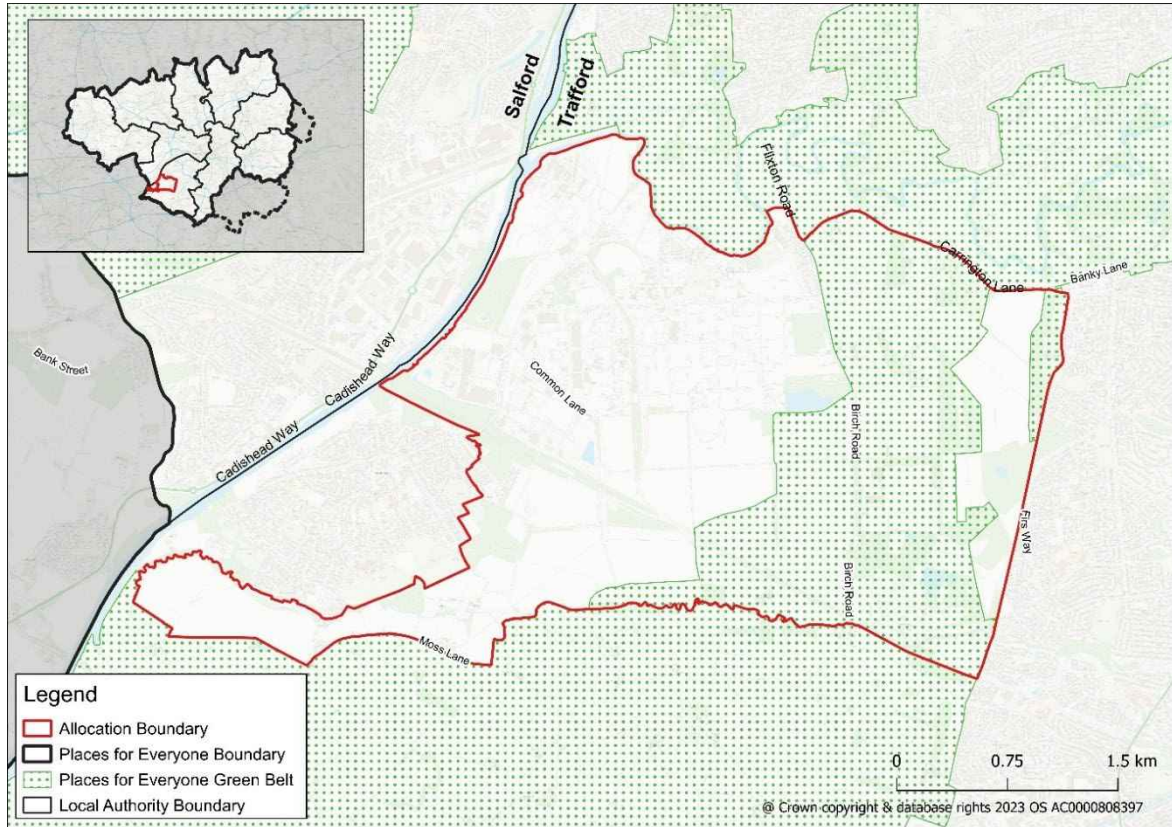 Salford
Trafford
Flixton Road
Carrington Lane
Banky Lane
Bank Street
Cadishead Way
Common Lane
Cadishead Way
Birch Road
Firs Way
Birch Road
Moss Lane
Legend
Allocation Boundary
Places for Everyone Boundary
Places for Everyone Green Belt
Local Authority Boundary
0 0.75 1.5 km
@ Crown copyright & database rights 2023 OS AC0000808397